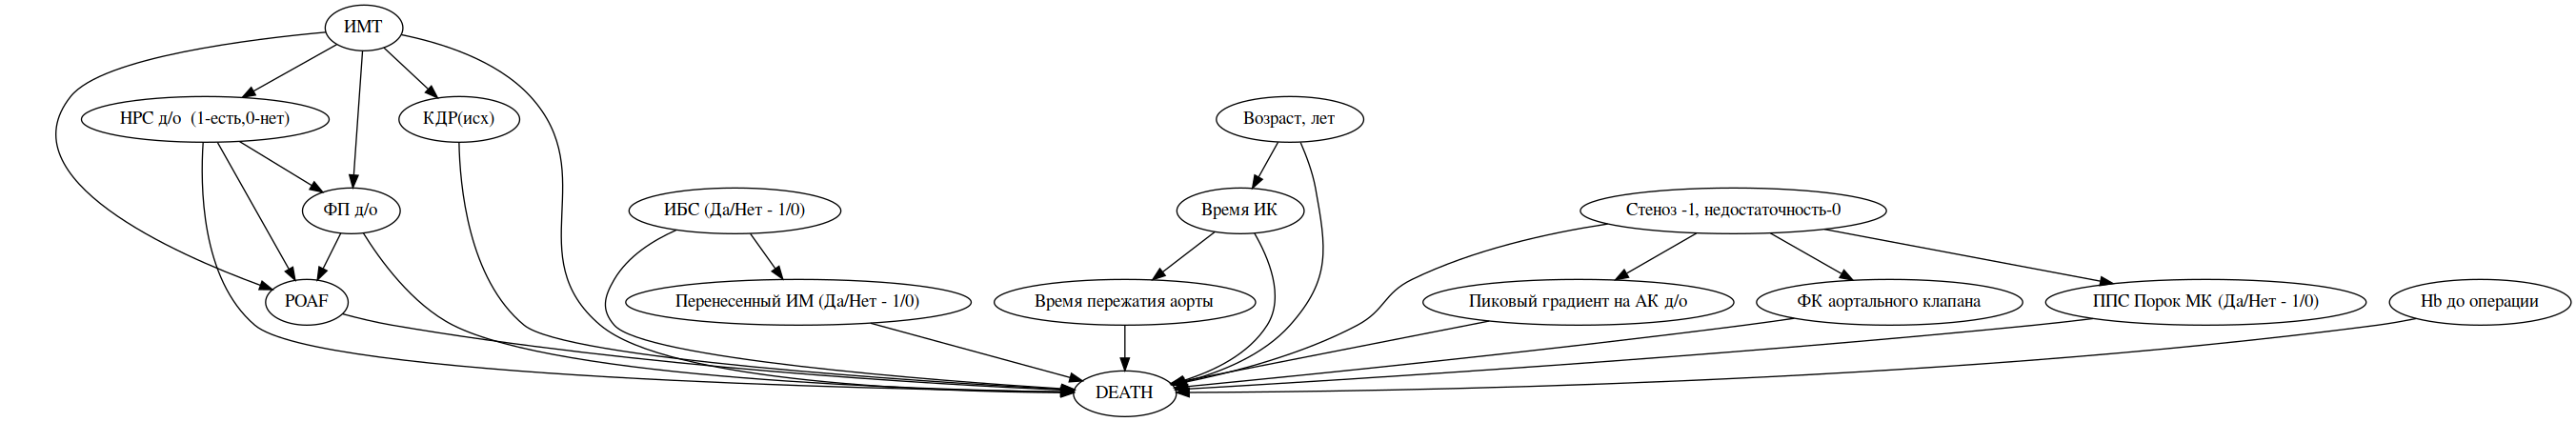 ИМТ
НРС д/о  (1-есть,0-нет)
КДР(исх)
Возраст, лет
ФП д/о
ИБС (Да/Нет - 1/0)
Время ИК
Стеноз -1, недостаточность-0
POAF
Перенесенный ИМ (Да/Нет - 1/0)
Время пережатия аорты
Пиковый градиент на АК д/о
ФК аортального клапана
ППС Порок МК (Да/Нет - 1/0)
Hb до операции
DEATH